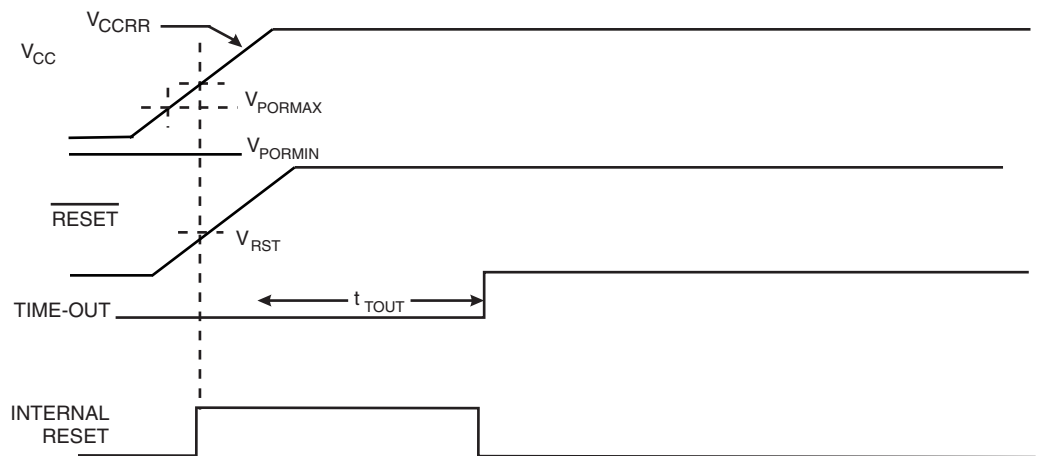 VCCRR
VCC
VPORMAX
VPORMIN
RESET
VRST
tTOUT
TIME-OUT
INTERNAL
RESET